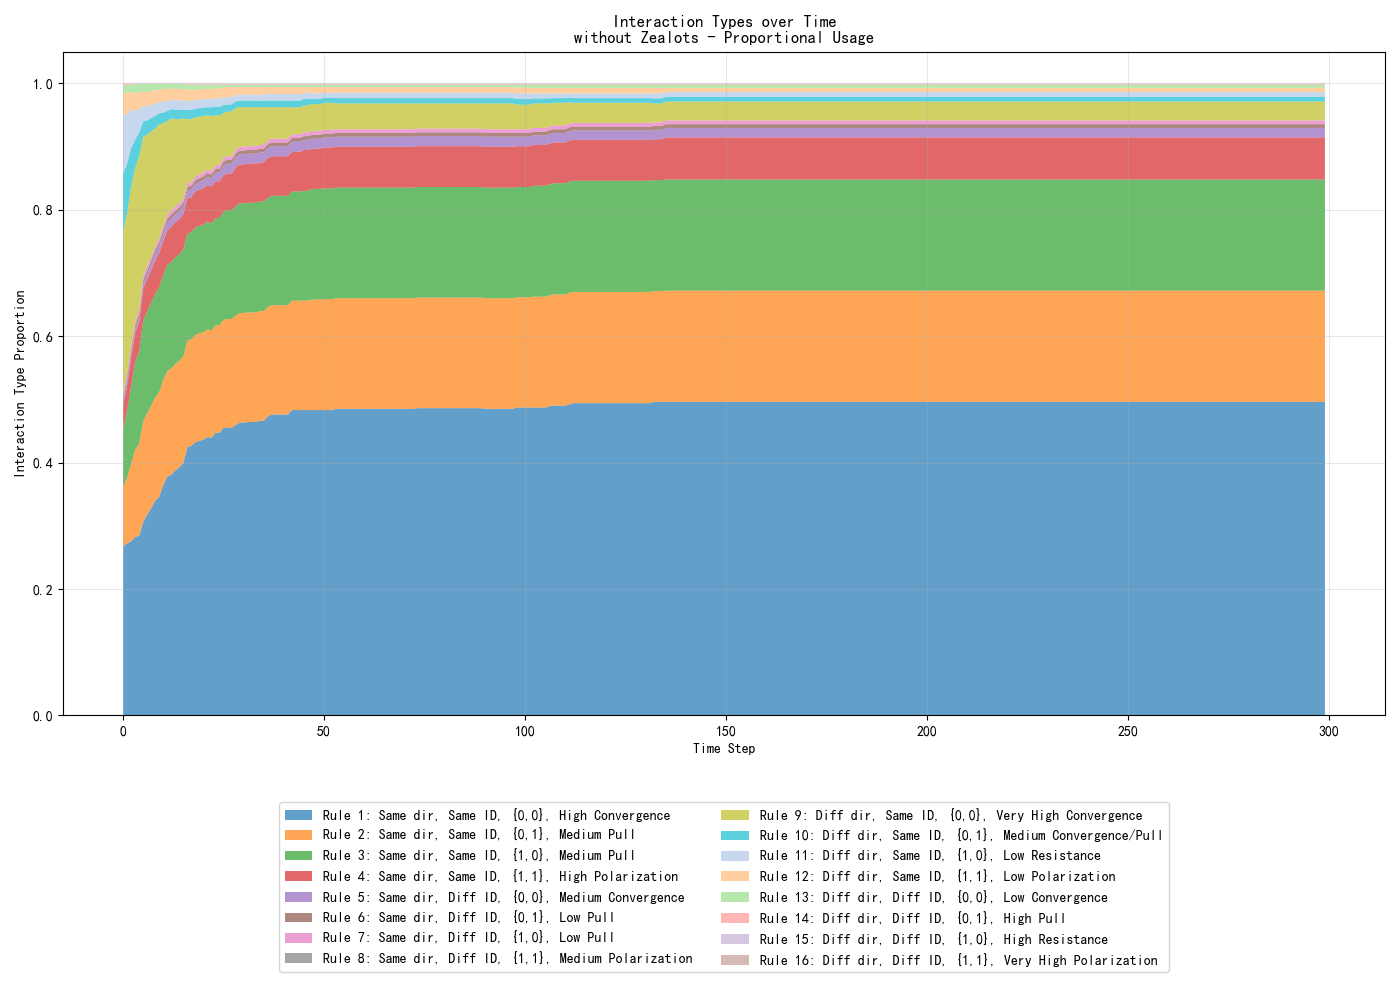 Interaction Types over Time
without Zealots - Proportional Usage
Interaction Type Proportion
1.0
0.8
0.6
0.4
0.2
0.0
0
50
100
150
200
250
300
Time Step
Rule 1: Same dir, Same ID, {0,0}, High Convergence
Rule 2: Same dir, Same ID, {0,1}, Medium Pull
Rule 3: Same dir, Same ID, {1,0}, Medium Pull
Rule 4: Same dir, Same ID, {1,1}, High Polarization
Rule 5: Same dir, Diff ID, {0,0}, Medium Convergence
Rule 6: Same dir, Diff ID, {0,1}, Low Pull
Rule 7: Same dir, Diff ID, {1,0}, Low Pull
Rule 8: Same dir, Diff ID, {1,1}, Medium Polarization
Rule 9: Diff dir, Same ID, {0,0}, Very High Convergence
Rule 10: Diff dir, Same ID, {0,1}, Medium Convergence/Pull
Rule 11: Diff dir, Same ID, {1,0}, Low Resistance
Rule 12: Diff dir, Same ID, {1,1}, Low Polarization
Rule 13: Diff dir, Diff ID, {0,0}, Low Convergence
Rule 14: Diff dir, Diff ID, {0,1}, High Pull
Rule 15: Diff dir, Diff ID, {1,0}, High Resistance
Rule 16: Diff dir, Diff ID, {1,1}, Very High Polarization